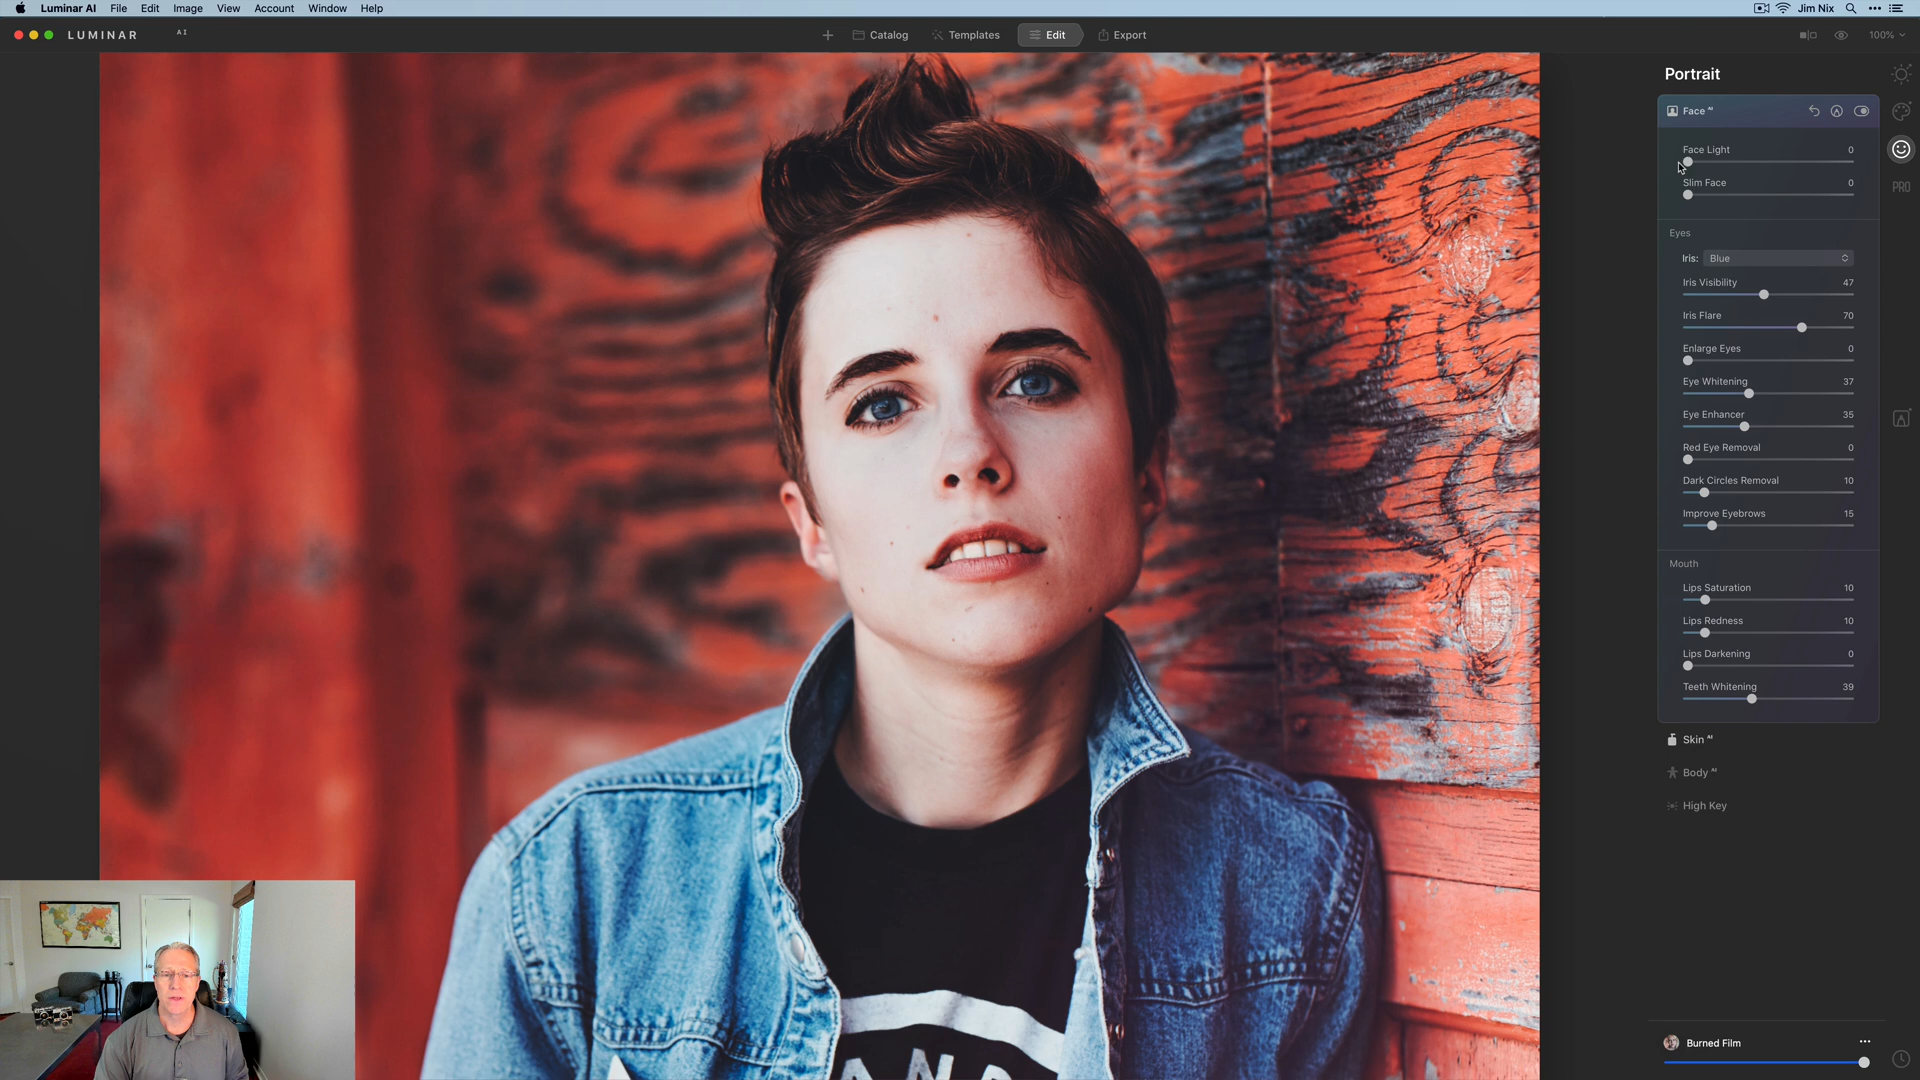 Luminar AI File Edit Image View Account Window Help Jim Nix
LUMINAR AI
Catalog Templates Edit Export 100%
Portrait
Face AI
Face Light 0
Slim Face 0
PRO
Eyes
Iris: Blue
Iris Visibility 47
Iris Flare 70
Enlarge Eyes 0
Eye Whitening 37
Eye Enhancer 35
Red Eye Removal 0
Dark Circles Removal 10
Improve Eyebrows 15
Mouth
Lips Saturation 10
Lips Redness 10
Lips Darkening 0
Teeth Whitening 39
Skin AI
Body AI
High Key
Burned Film